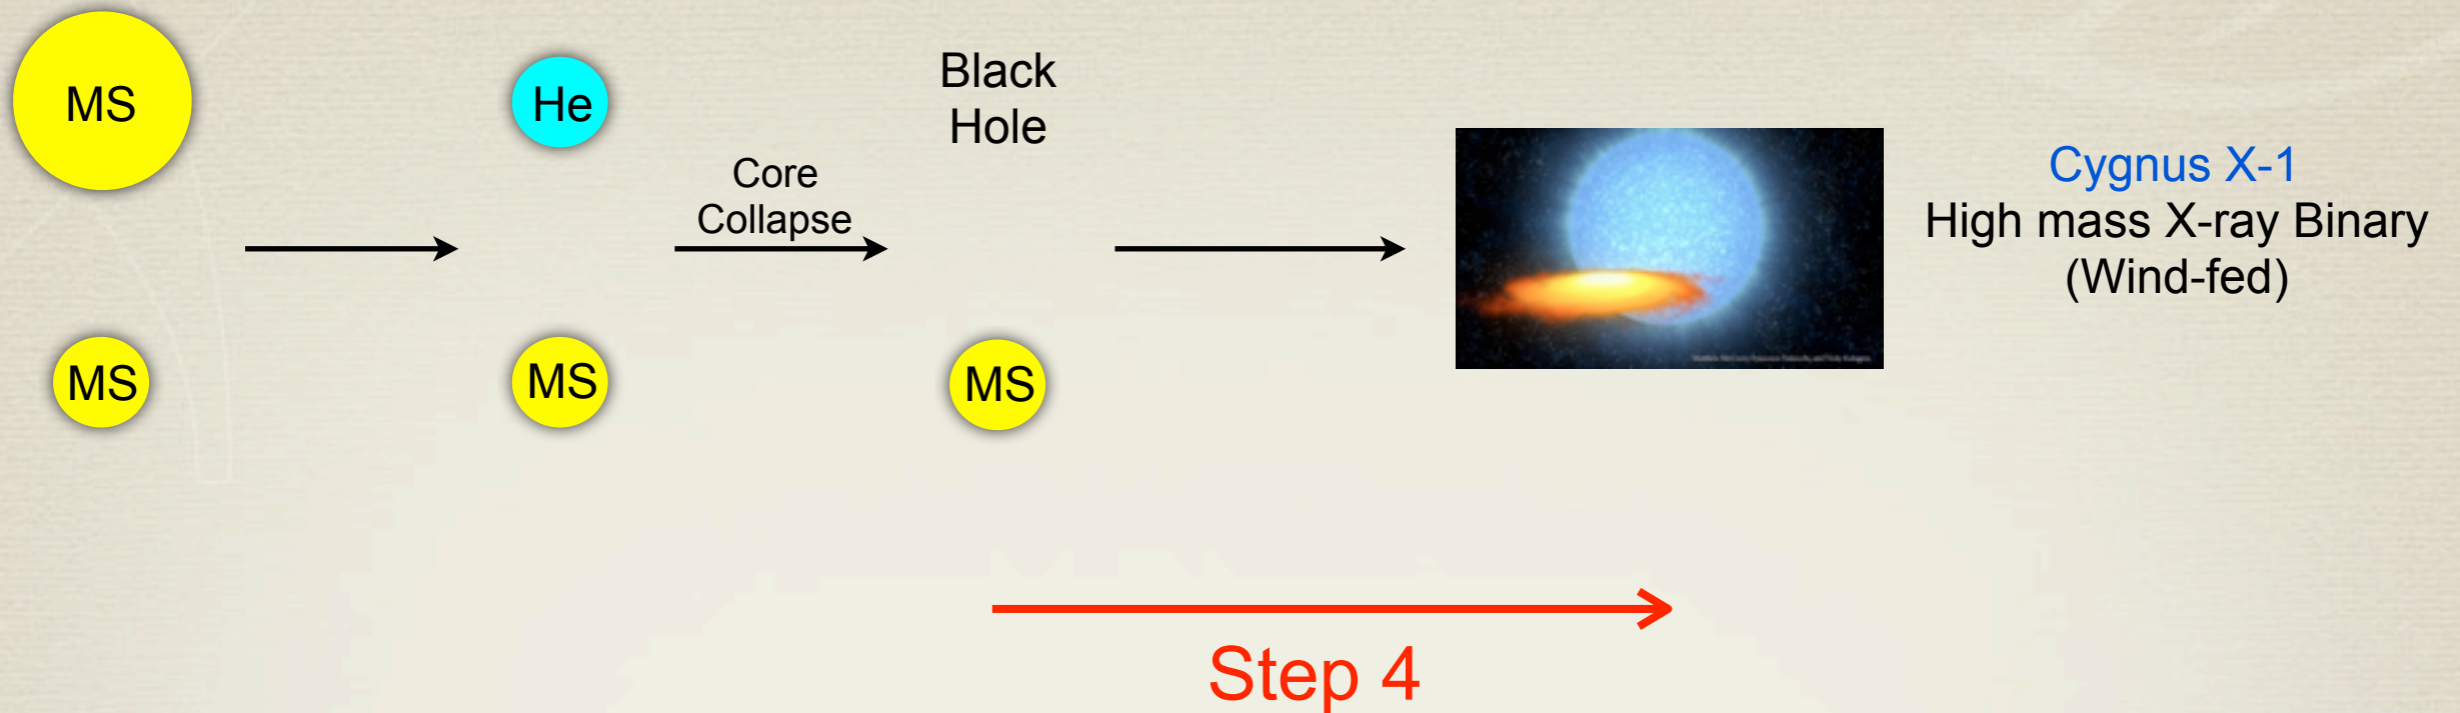 MS
He
Black
Hole
Core
Collapse
Cygnus X-1
High mass X-ray Binary
(Wind-fed)
MS
MS
MS
Step 4